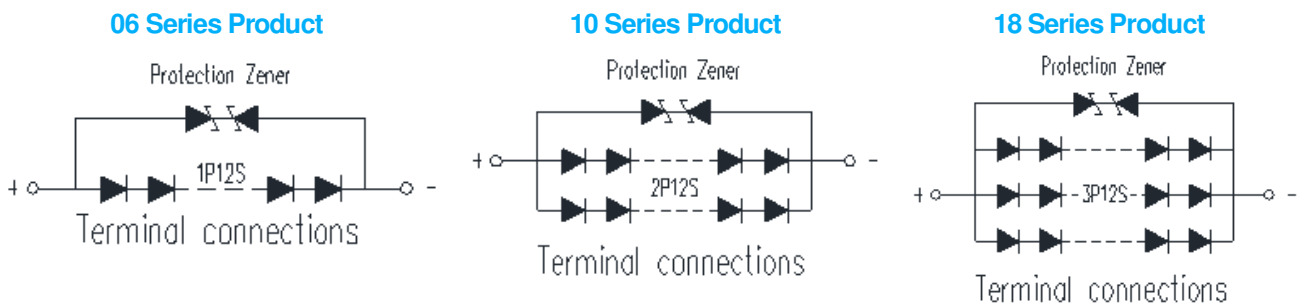 06 Series Product
Protection Zener
+ -
1P12S
Terminal connections
10 Series Product
Protection Zener
+ -
2P12S
Terminal connections
18 Series Product
Protection Zener
+ -
3P12S
Terminal connections